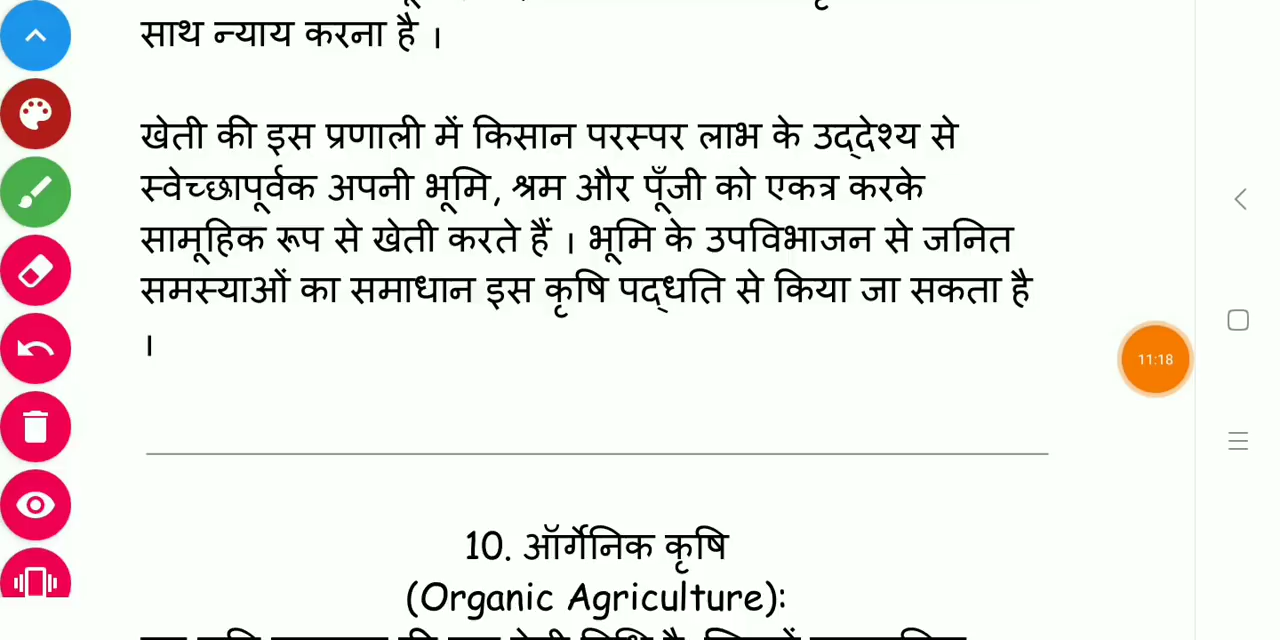 साथ न्याय करना है ।
खेती की इस प्रणाली में किसान परस्पर लाभ के उद्देश्य से
स्वेच्छापूर्वक अपनी भूमि, श्रम और पूँजी को एकत्र करके
सामूहिक रूप से खेती करते हैं । भूमि के उपविभाजन से जनित
समस्याओं का समाधान इस कृषि पद्धति से किया जा सकता है
।
11:18
10. ऑर्गेनिक कृषि
(Organic Agriculture):